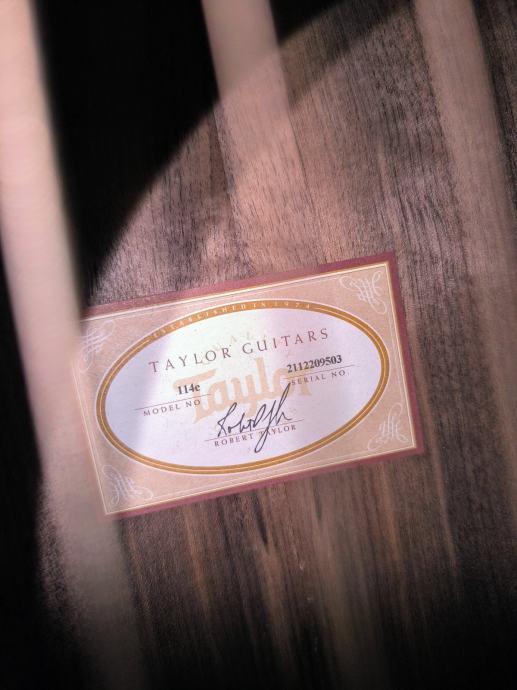 ESTABLISHED IN 1974
TAYLOR GUITARS
Taylor
114e 2112209503
MODEL NO SERIAL NO.
ROBERT TAYLOR